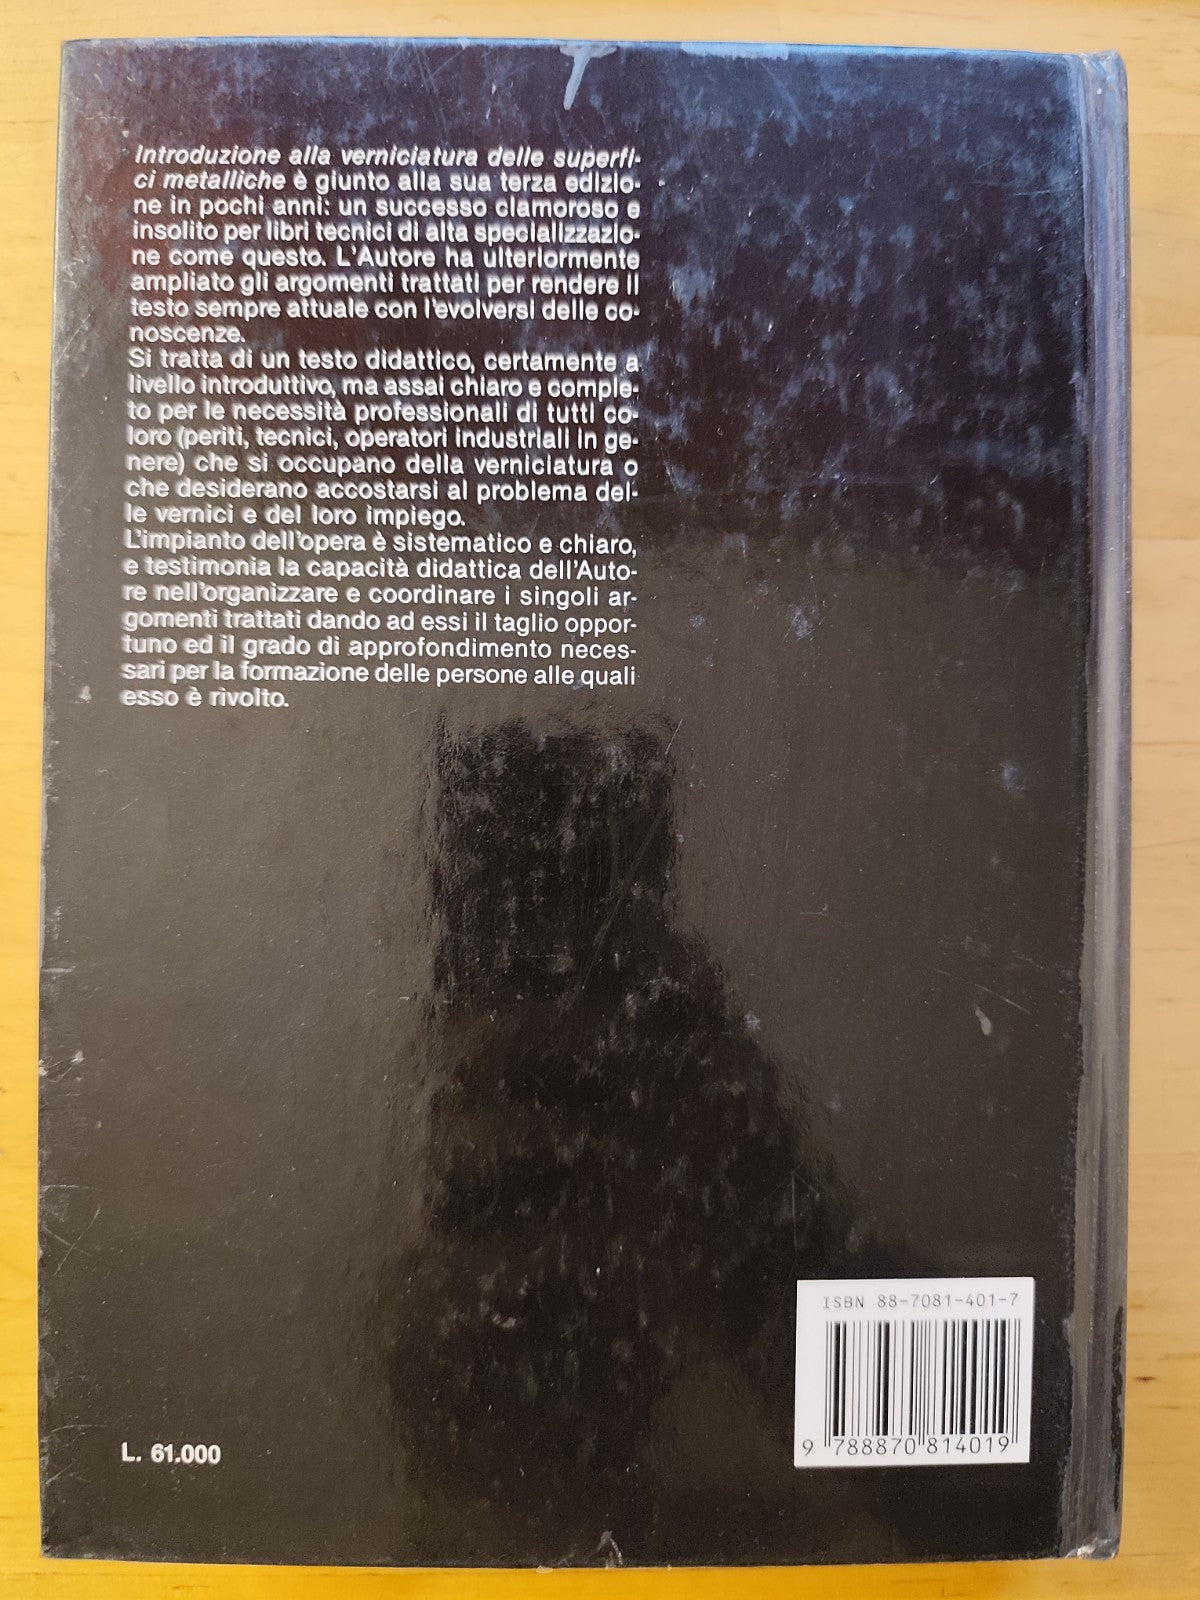 Introduzione alla verniciatura delle superfi-
ci metalliche è giunto alla sua terza edizio-
ne in pochi anni: un successo clamoroso e
insolito per libri tecnici di alta specializzazio-
ne come questo. L'Autore ha ulteriormente
ampliato gli argomenti trattati per rendere il
testo sempre attuale con l'evolversi delle co-
noscenze.
Si tratta di un testo didattico, certamente a
livello introduttivo, ma assai chiaro e comple-
to per le necessità professionali di tutti co-
loro (periti, tecnici, operatori industriali in ge-
nere) che si occupano della verniciatura o
che desiderano accostarsi al problema del-
le vernici e del loro impiego.
L'impianto dell'opera è sistematico e chiaro,
e testimonia la capacità didattica dell'Auto-
re nell'organizzare e coordinare i singoli ar-
gomenti trattati dando ad essi il taglio oppor-
tuno ed il grado di approfondimento neces-
sari per la formazione delle persone alle quali
esso è rivolto.
ISBN 88-7081-401-7
9 788870 814019
L. 61.000